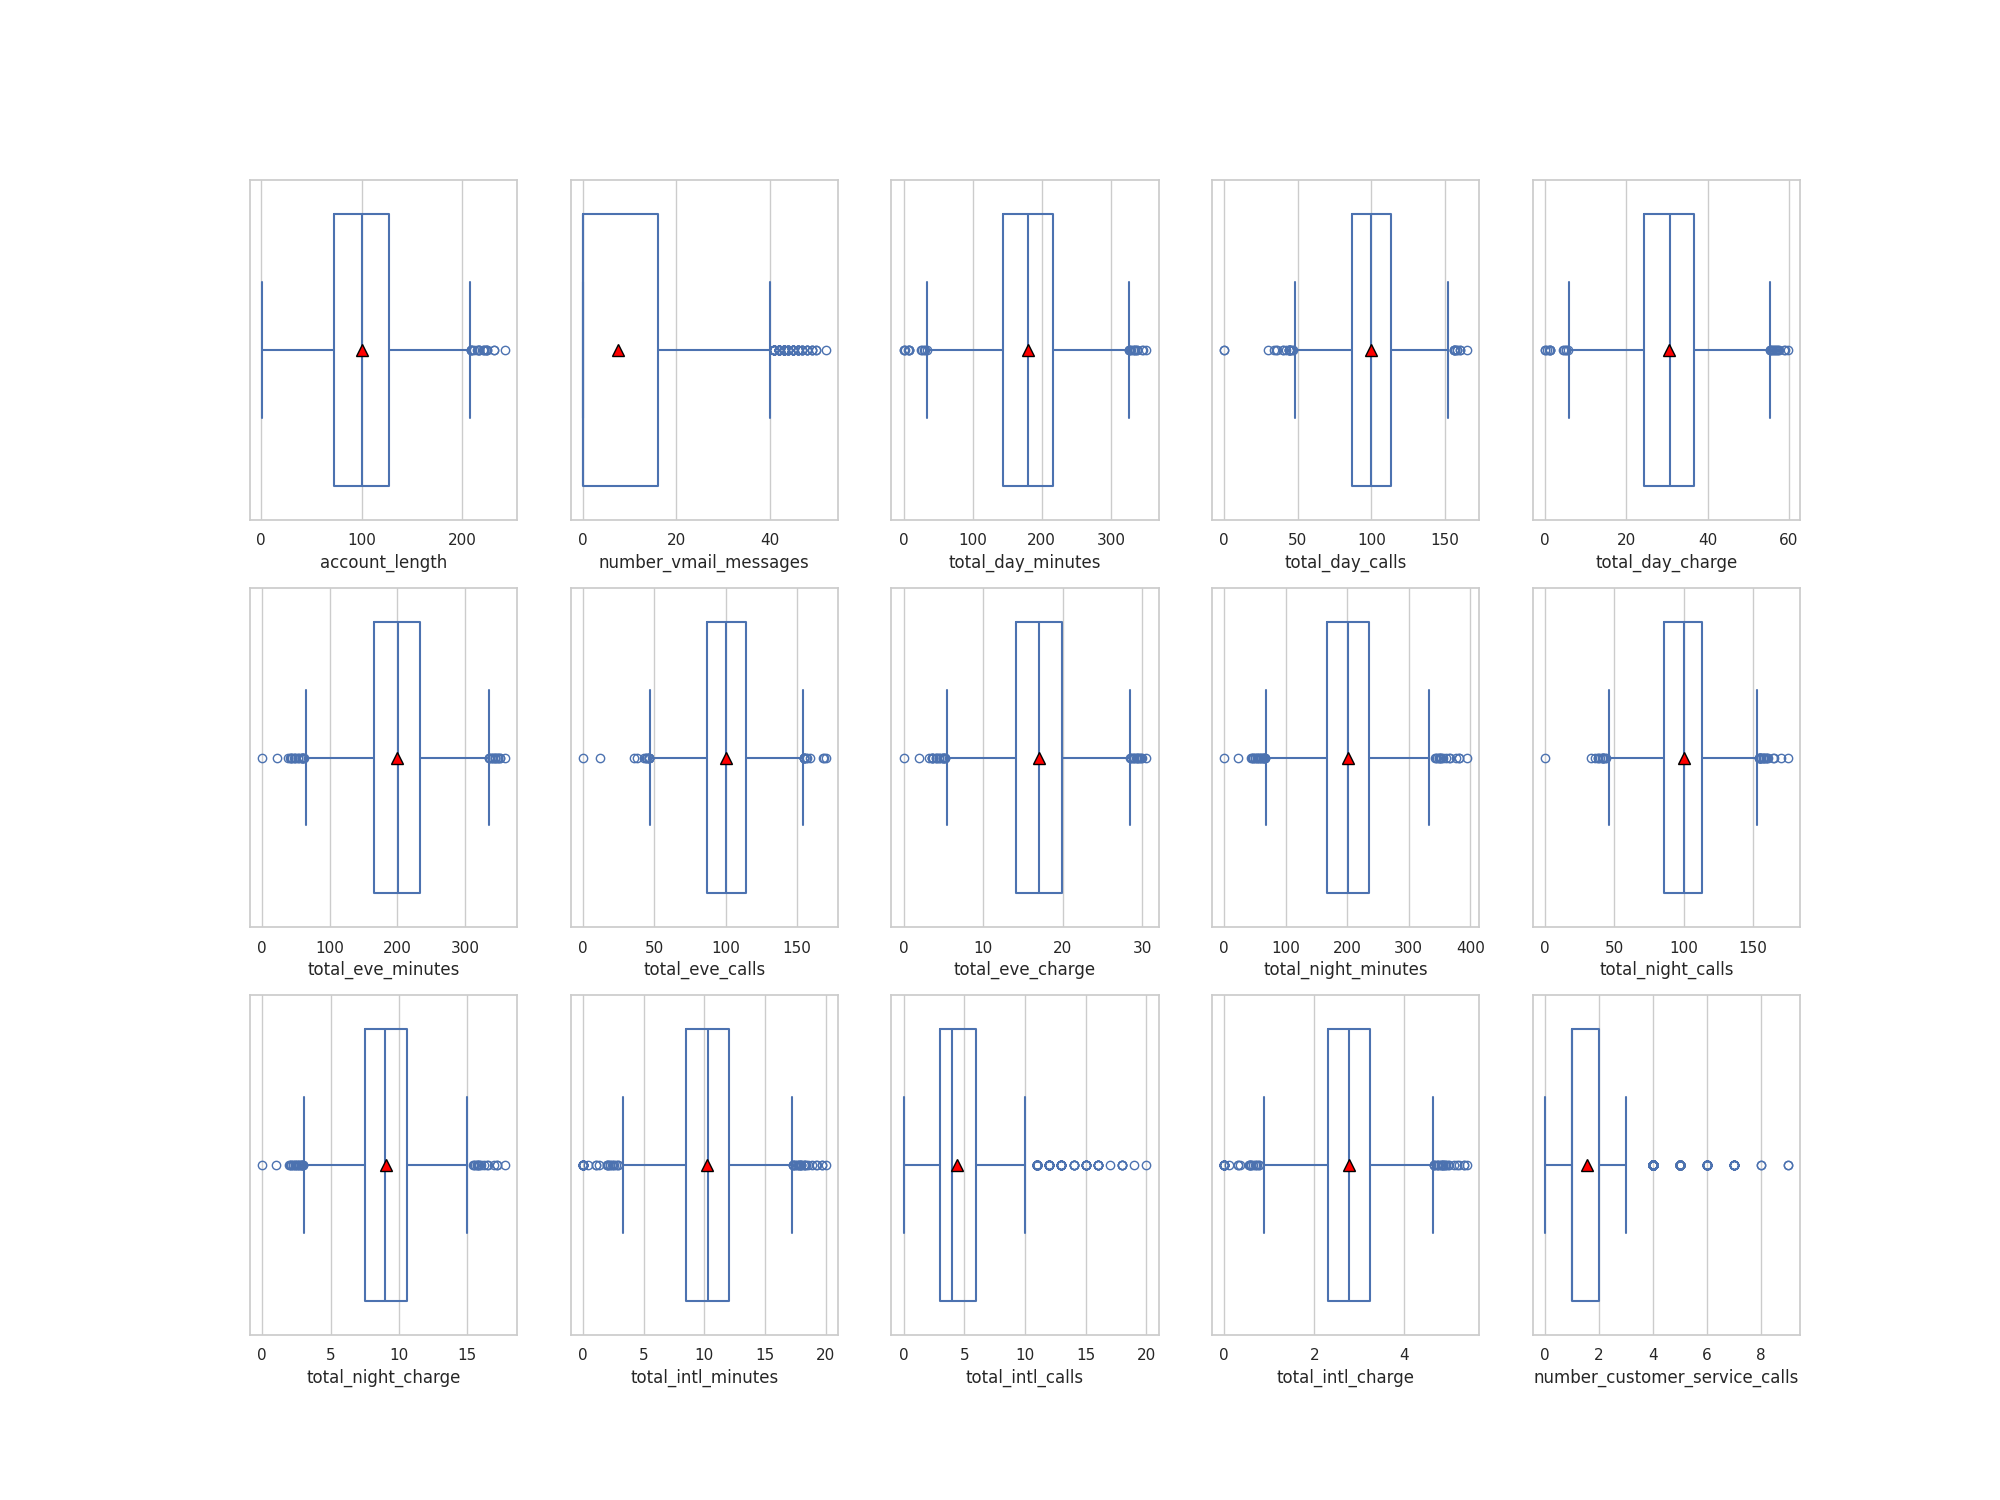 0 100 200
account_length
0 20 40
number_vmail_messages
0 100 200 300
total_day_minutes
0 50 100 150
total_day_calls
0 20 40 60
total_day_charge
0 100 200 300
total_eve_minutes
0 50 100 150
total_eve_calls
0 10 20 30
total_eve_charge
0 100 200 300 400
total_night_minutes
0 50 100 150
total_night_calls
0 5 10 15
total_night_charge
0 5 10 15 20
total_intl_minutes
0 5 10 15 20
total_intl_calls
0 2 4
total_intl_charge
0 2 4 6 8
number_customer_service_calls